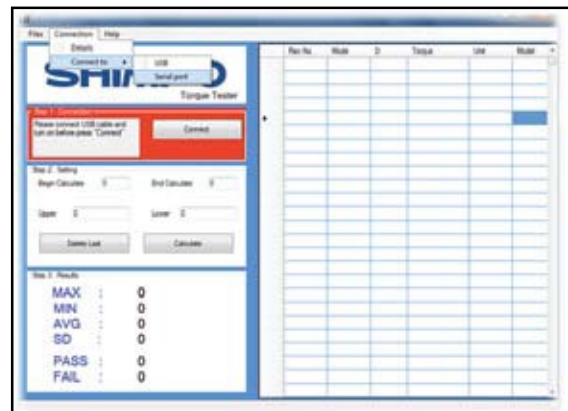 Files Connection Help
Details
Connect to
USB
Serial port
Torque Tester
Step 1. Connection
Please connect USB cable and
turn on before press "Connect"
Connect
Step 2. Setting
Begin Calculate 0 End Calculate 0
Upper 0 Lower 0
Delete Last Calculate
Step 3. Results
MAX : 0
MIN : 0
AVG : 0
SD : 0
PASS : 0
FAIL : 0
Rec No. Mode D Torque Unit Model